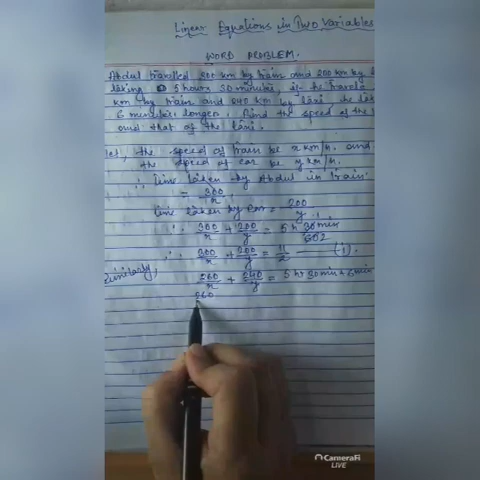 Linear Equations in Two Variables
WORD PROBLEM.
Abdul travelled 300 km by train and 200 km by
taking 5 hours 30 minutes, if he travels
km by train and 240 km by taxi, he
6 minutes longer. Find the speed of the
and that of the taxi.
Let, the speed of train be x km/h, and
the speed of car be y km/h.
∴ time taken by Abdul in train
= 300/x,
time taken by car = 200/y.
∴ 300/x + 200/y = 5 hr 30 min
∴ 300/x + 200/y = 11/2 (1).
Similarly,
260/x + 240/y = 5 hr 30 min + 6 min
260
CameraFi
LIVE